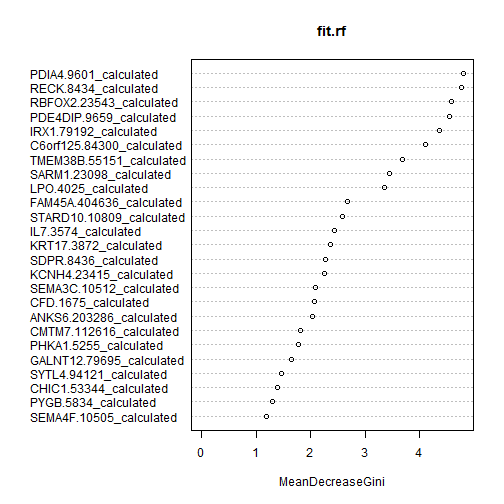 fit.rf
PDIA4.9601_calculated
RECK.8434_calculated
RBFOX2.23543_calculated
PDE4DIP.9659_calculated
IRX1.79192_calculated
C6orf125.84300_calculated
TMEM38B.55151_calculated
SARM1.23098_calculated
LPO.4025_calculated
FAM45A.404636_calculated
STARD10.10809_calculated
IL7.3574_calculated
KRT17.3872_calculated
SDPR.8436_calculated
KCNH4.23415_calculated
SEMA3C.10512_calculated
CFD.1675_calculated
ANKS6.203286_calculated
CMTM7.112616_calculated
PHKA1.5255_calculated
GALNT12.79695_calculated
SYTL4.94121_calculated
CHIC1.53344_calculated
PYGB.5834_calculated
SEMA4F.10505_calculated
0 1 2 3 4
MeanDecreaseGini